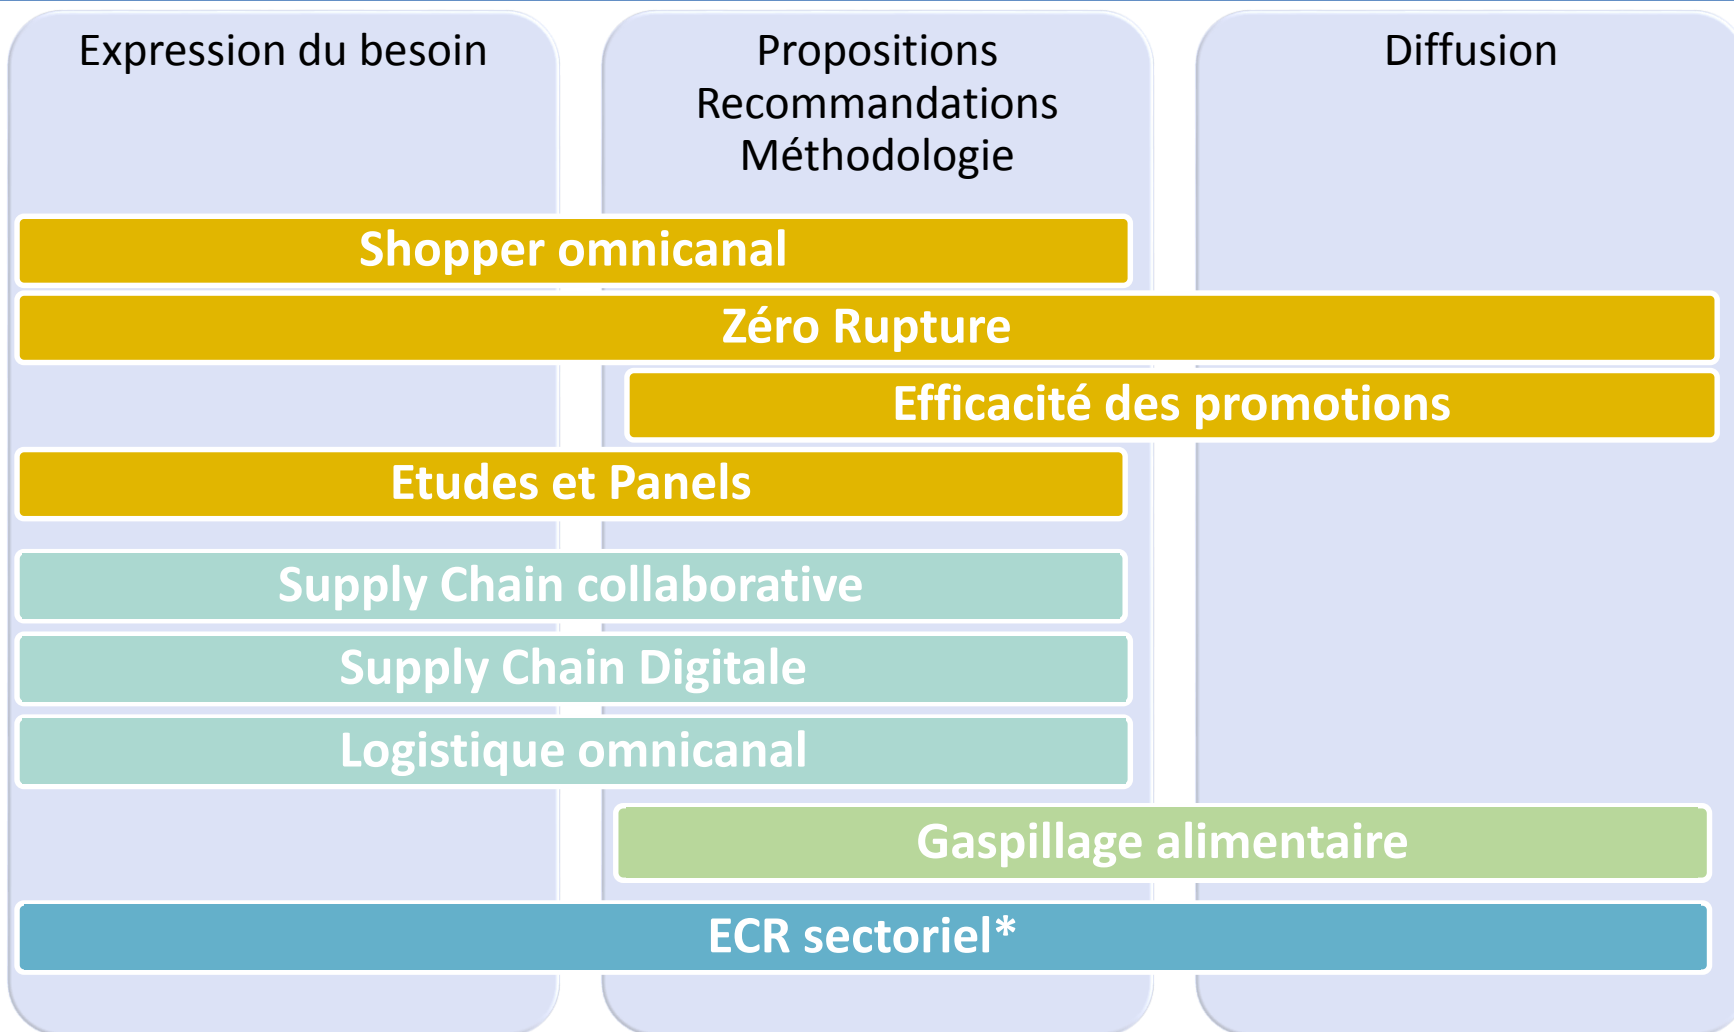 Expression du besoin
Propositions
Recommandations
Méthodologie
Diffusion
Shopper omnicanal
Zéro Rupture
Efficacité des promotions
Etudes et Panels
Supply Chain collaborative
Supply Chain Digitale
Logistique omnicanal
Gaspillage alimentaire
ECR sectoriel*